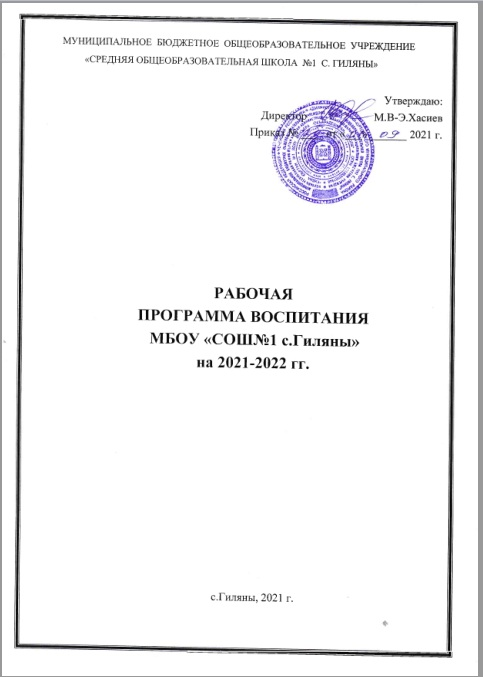 МУНИЦИПАЛЬНОЕ БЮДЖЕТНОЕ ОБЩЕОБРАЗОВАТЕЛЬНОЕ УЧРЕЖДЕНИЕ
«СРЕДНЯЯ ОБЩЕОБРАЗОВАТЕЛЬНАЯ ШКОЛА №1 С. ГИЛЯНЫ»
Утверждаю:
Директор М.В-Э.Хасиев
Приказ № от 09 2021 г.
РАБОЧАЯ
ПРОГРАММА ВОСПИТАНИЯ
МБОУ «СОШ№1 с.Гиляны»
на 2021-2022 гг.
с.Гиляны, 2021 г.